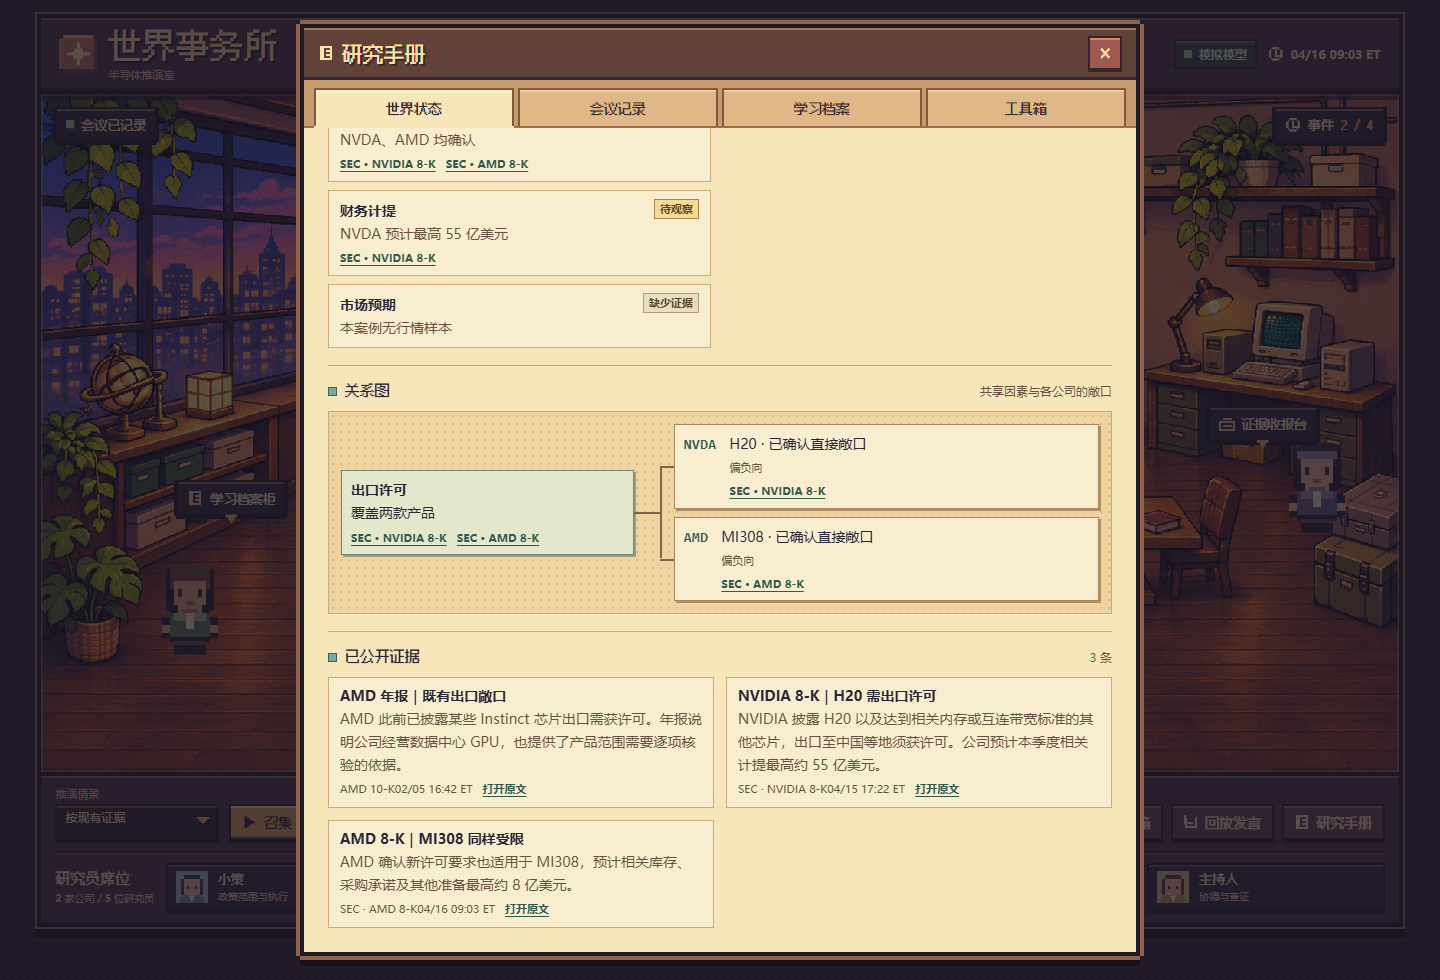 世界事务所
半导体推演室
模拟模型
04/16 09:03 ET
会议已记录
事件 2 / 4
研究手册
×
世界状态
会议记录
学习档案
工具箱
NVDA、AMD 均确认
SEC • NVIDIA 8-K SEC • AMD 8-K
财务计提
待观察
NVDA 预计最高 55 亿美元
SEC • NVIDIA 8-K
市场预期
缺少证据
本案例无行情样本
关系图
共享因素与各公司的敞口
出口许可
覆盖两款产品
SEC • NVIDIA 8-K SEC • AMD 8-K
NVDA H20 · 已确认直接敞口
偏负向
SEC • NVIDIA 8-K
AMD MI308 · 已确认直接敞口
偏负向
SEC • AMD 8-K
已公开证据
3 条
AMD 年报 | 既有出口敞口
AMD 此前已披露某些 Instinct 芯片出口需获许可。年报说
明公司经营数据中心 GPU，也提供了产品范围需要逐项核
验的依据。
AMD 10-K02/05 16:42 ET 打开原文
NVIDIA 8-K | H20 需出口许可
NVIDIA 披露 H20 以及达到相关内存或互连带宽标准的其
他芯片，出口至中国等地须获许可。公司预计本季度相关
计提最高约 55 亿美元。
SEC · NVIDIA 8-K04/15 17:22 ET 打开原文
AMD 8-K | MI308 同样受限
AMD 确认新许可要求也适用于 MI308，预计相关库存、
采购承诺及其他准备最高约 8 亿美元。
SEC · AMD 8-K04/16 09:03 ET 打开原文
学习档案柜
证据收报台
推演情景
按现有证据
召集
箱
回放发言
研究手册
研究员席位
2 家公司 / 5 位研究员
小策
政策范围与执行
主持人
协调与查证